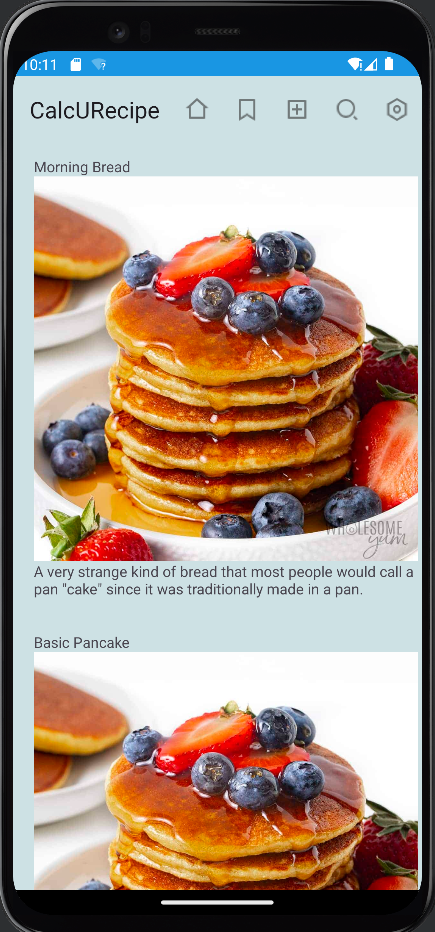 10:11
CalcURecipe
Morning Bread
WHOLESOME
yum
A very strange kind of bread that most people would call a
pan "cake" since it was traditionally made in a pan.
Basic Pancake